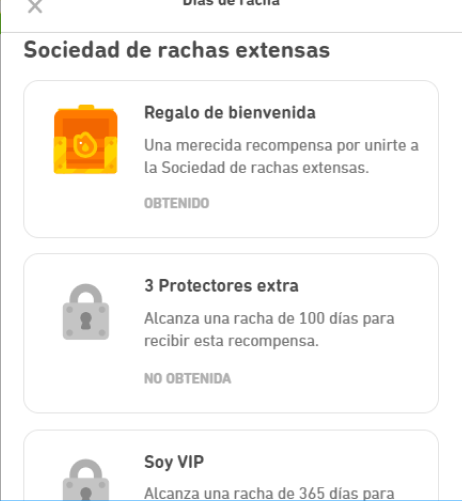 Días de racha
Sociedad de rachas extensas
Regalo de bienvenida
Una merecida recompensa por unirte a
la Sociedad de rachas extensas.
OBTENIDO
3 Protectores extra
Alcanza una racha de 100 días para
recibir esta recompensa.
NO OBTENIDA
Soy VIP
Alcanza una racha de 365 días para